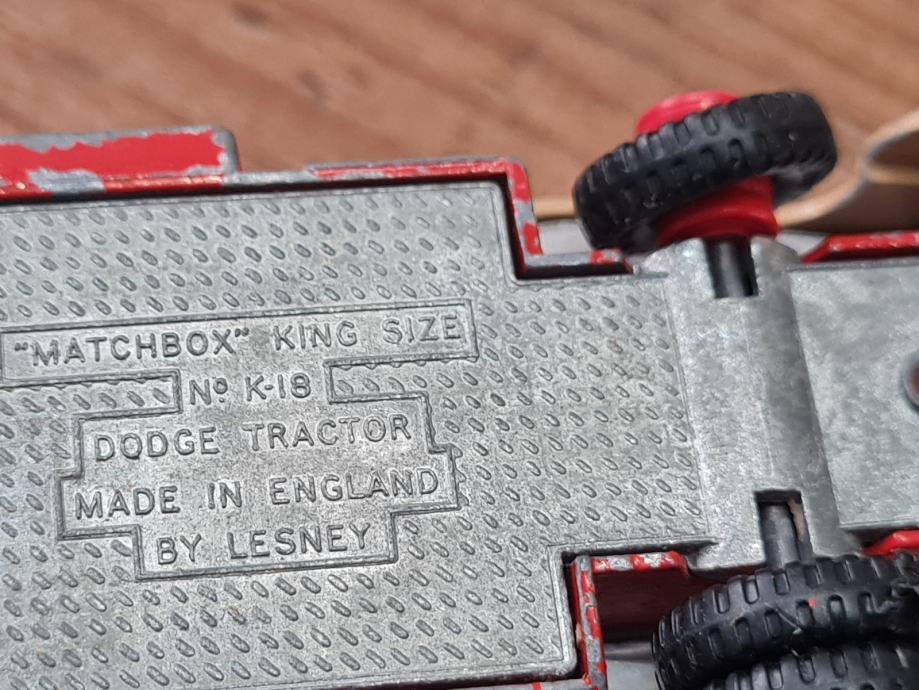 "MATCHBOX" KING SIZE
Nº K-18
DODGE TRACTOR
MADE IN ENGLAND
BY LESNEY